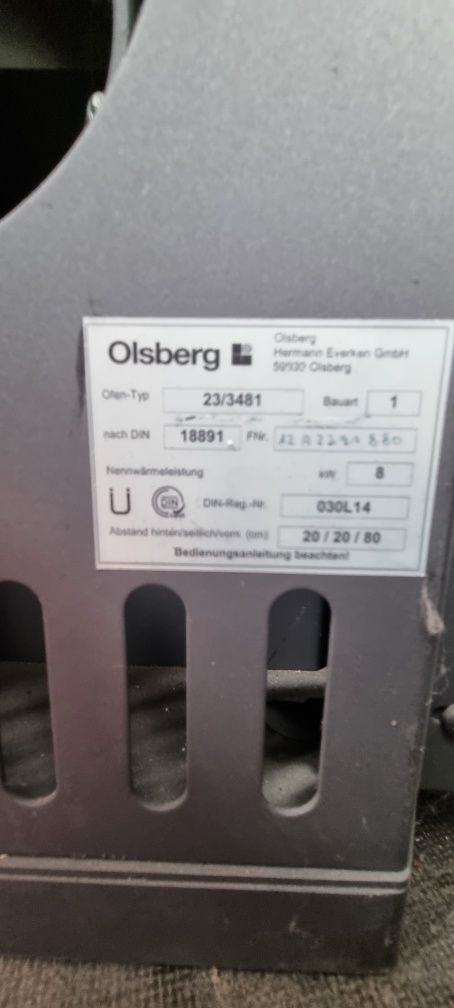 Olsberg
Olsberg
Hermann Everken GmbH
59939 Olsberg
Ofen-Typ 23/3481 Bauart 1
nach DIN 18891 FNr.
Nennwärmeleistung kW 8
Ü DIN DIN-Reg.-Nr. 030L14
Abstand hinten/seitlich/vorn (cm) 20 / 20 / 80
Bedienungsanleitung beachten!